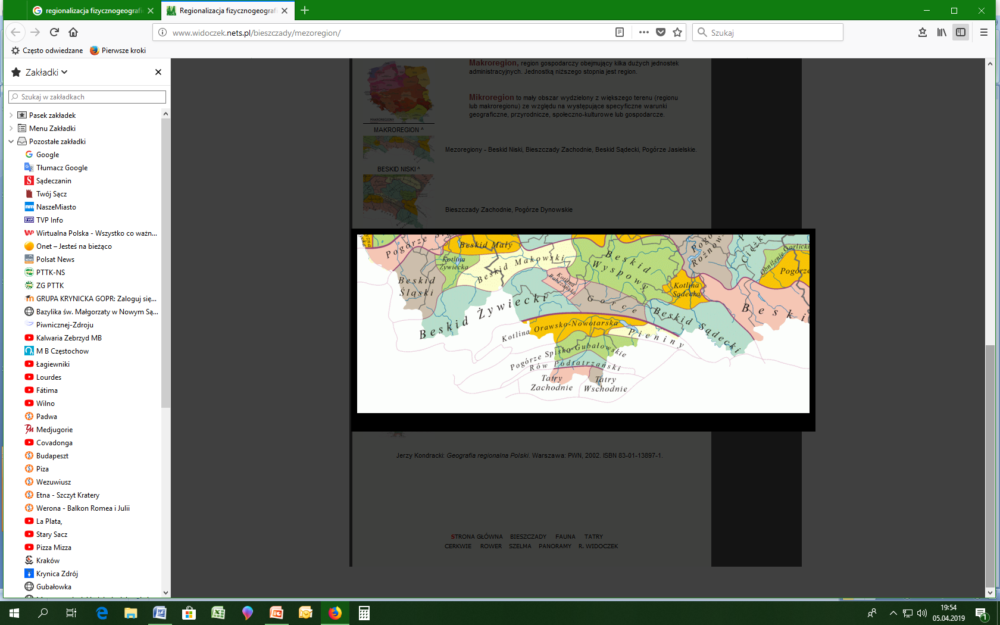 regionalizacja fizycznogeografi
Regionalizacja fizycznogeografi
www.widoczek.nets.pl/bieszczady/mezoregion/
Szukaj
Często odwiedzane
Pierwsze kroki
Zakładki
Szukaj w zakładkach
Pasek zakładek
Menu Zakładki
Pozostałe zakładki
Google
Tłumacz Google
Sądeczanin
Twój Sącz
NaszeMiasto
TVP Info
Wirtualna Polska - Wszystko co ważn...
Onet – Jesteś na bieżąco
Polsat News
PTTK-NS
ZG PTTK
GRUPA KRYNICKA GOPR: Zaloguj się...
Bazylika św. Małgorzaty w Nowym Są...
Piwnicznej-Zdroju
Kalwaria Zebrzyd MB
M B Częstochow
Łagiewniki
Lourdes
Fátima
Wilno
Padwa
Medjugorie
Covadonga
Budapeszt
Piza
Wezuwiusz
Etna - Szczyt Kratery
Werona - Balkon Romea i Julii
La Plata,
Stary Sacz
Pizza Mizza
Kraków
Krynica Zdrój
Gubałowka
Makroregion, region gospodarczy obejmujący kilka dużych jednostek
administracyjnych. Jednostką niższego stopnia jest region.
Mikroregion to mały obszar wydzielony z większego terenu (regionu
lub makroregionu) ze względu na występujące specyficzne warunki
geograficzne, przyrodnicze, społeczno-kulturowe lub gospodarcze.
MAKROREGION ^
Mezoregiony - Beskid Niski, Bieszczady Zachodnie, Beskid Sądecki, Pogórze Jasielskie.
BESKID NISKI ^
Bieszczady Zachodnie, Pogórze Dynowskie
Pogórze
Beskid Mały
Kotlina
Żywiecka
Beskid Makowski
Beskid
Wyspowy
Beskid
Śląski
Kotlina
Rabczańska
Kotlina
Sądecka
Pogórze
Gorce
Beskid Żywiecki
Beskid Sądecki
Beski
Kotlina
Orawsko-Nowotarska
Pieniny
Pogórze Spisko-Gubałowskie
Rów Podtatrzański
Tatry
Zachodnie
Tatry
Wschodnie
Jerzy Kondracki: Geografia regionalna Polski. Warszawa: PWN, 2002. ISBN 83-01-13897-1.
STRONA GŁÓWNA BIESZCZADY FAUNA TATRY
CERKWIE ROWER SZELMA PANORAMY R. WIDOCZEK
19:54
05.04.2019
1